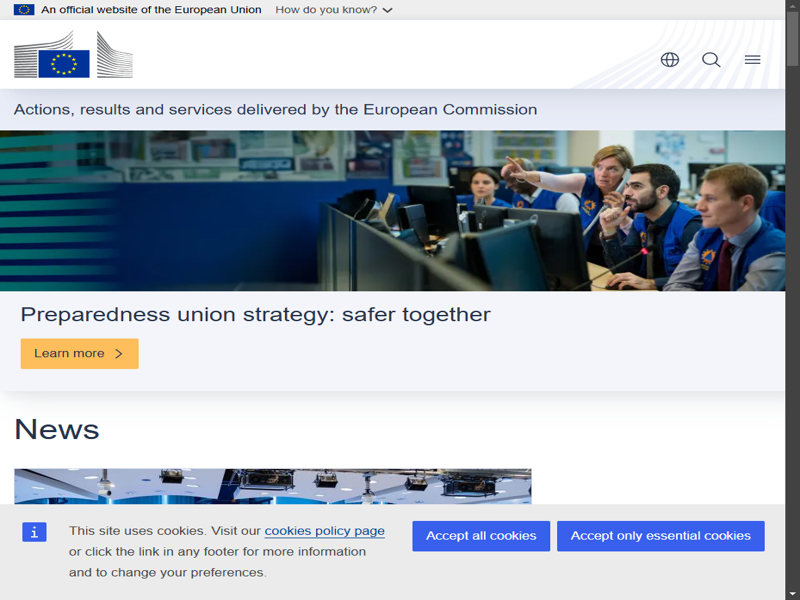 An official website of the European Union How do you know?
Actions, results and services delivered by the European Commission
Preparedness union strategy: safer together
Learn more
News
This site uses cookies. Visit our cookies policy page
or click the link in any footer for more information
and to change your preferences.
Accept all cookies
Accept only essential cookies